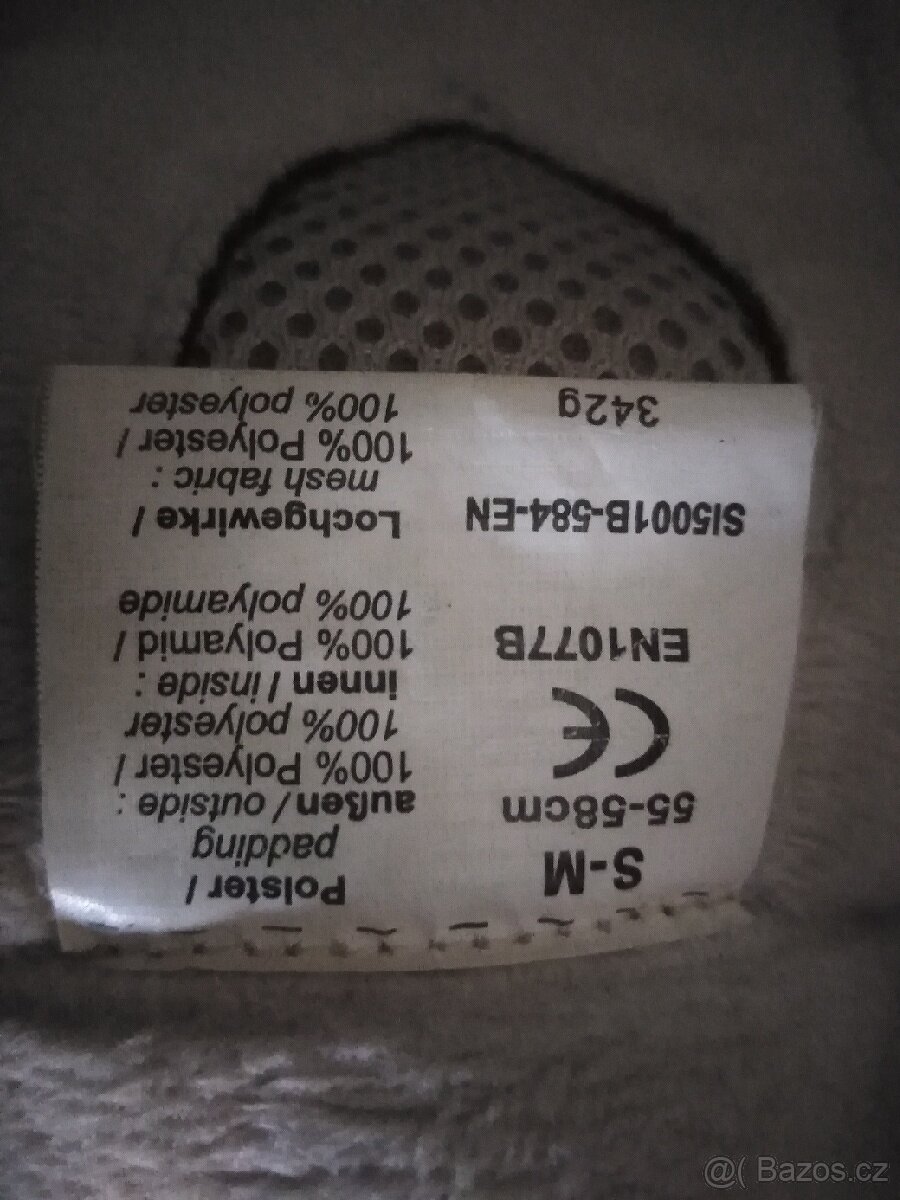 S-M
55-58cm
CE
EN1077B
SI5001B-584-EN
342g
Polster /
padding
außen / outside :
100% Polyester /
100% polyester
innen / inside :
100% Polyamid /
100% polyamide
Lochgewirke /
mesh fabric :
100% Polyester /
100% polyester
@( Bazos.cz